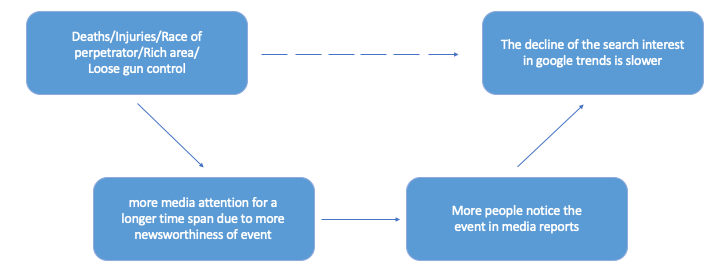 Deaths/Injuries/Race of
perpetrator/Rich area/
Loose gun control
The decline of the search interest
in google trends is slower
more media attention for a
longer time span due to more
newsworthiness of event
More people notice the
event in media reports